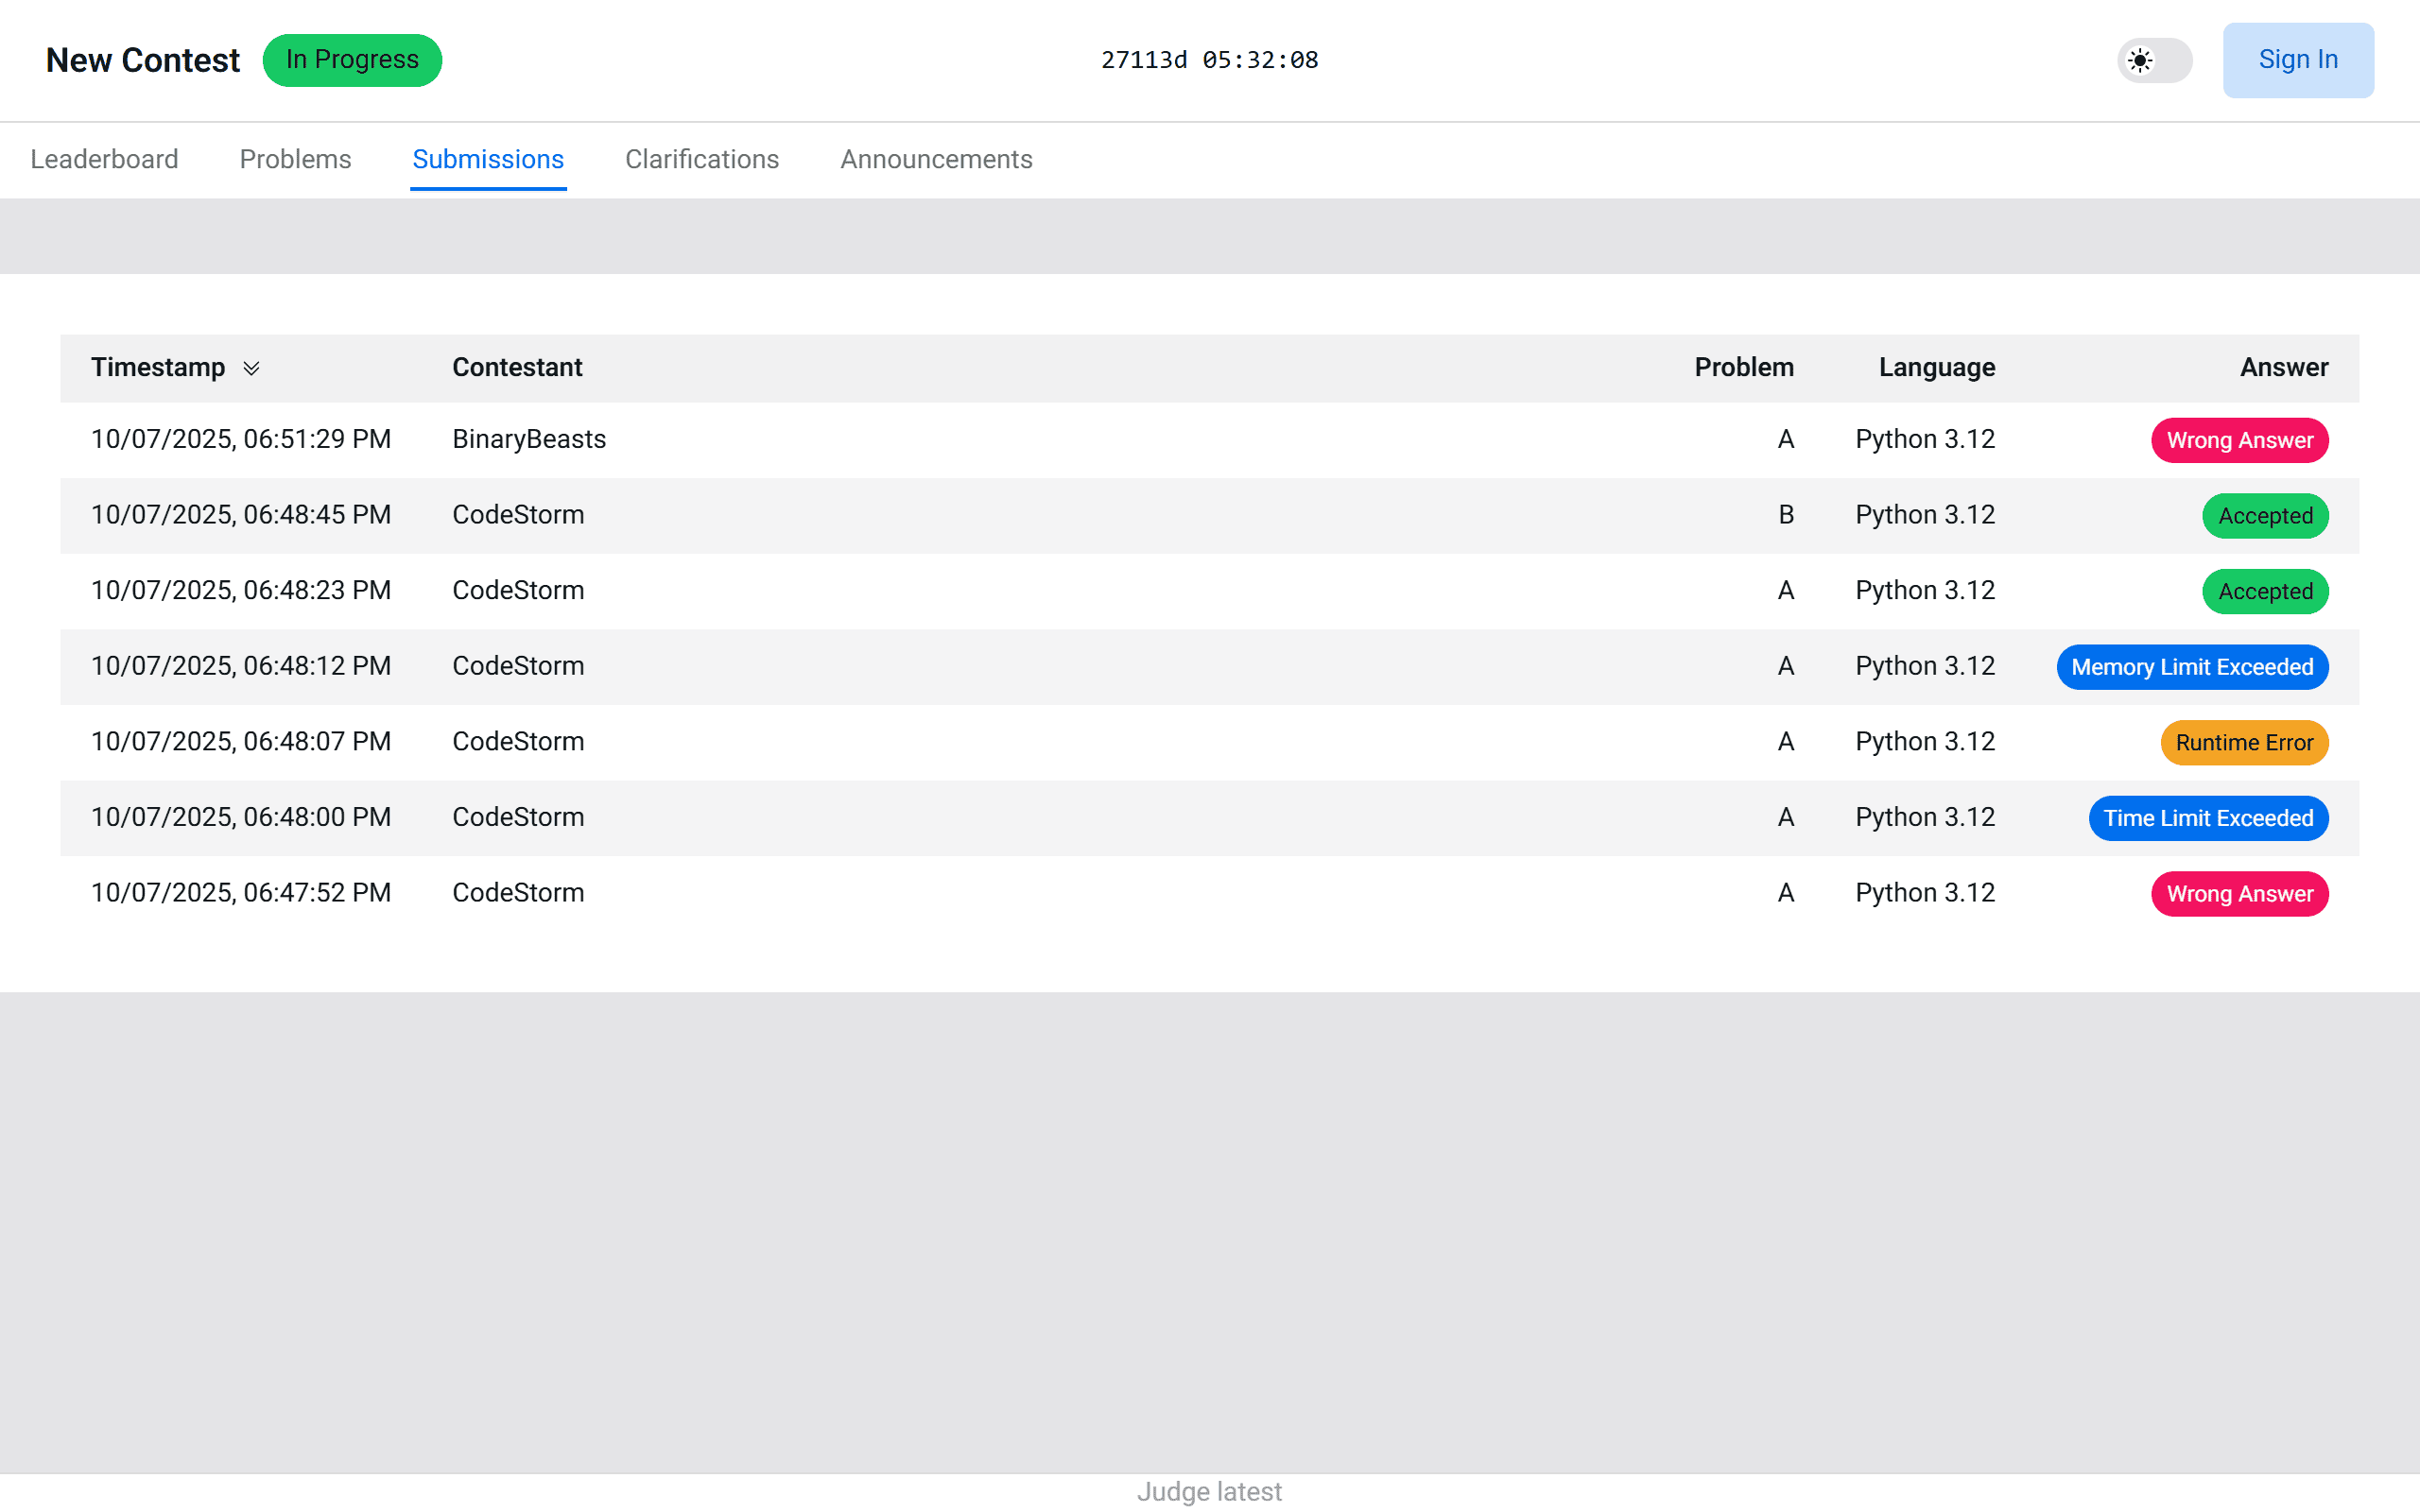 New Contest In Progress 27113d 05:32:08 Sign In
Leaderboard Problems Submissions Clarifications Announcements
Timestamp Contestant Problem Language Answer
10/07/2025, 06:51:29 PM BinaryBeasts A Python 3.12 Wrong Answer
10/07/2025, 06:48:45 PM CodeStorm B Python 3.12 Accepted
10/07/2025, 06:48:23 PM CodeStorm A Python 3.12 Accepted
10/07/2025, 06:48:12 PM CodeStorm A Python 3.12 Memory Limit Exceeded
10/07/2025, 06:48:07 PM CodeStorm A Python 3.12 Runtime Error
10/07/2025, 06:48:00 PM CodeStorm A Python 3.12 Time Limit Exceeded
10/07/2025, 06:47:52 PM CodeStorm A Python 3.12 Wrong Answer
Judge latest